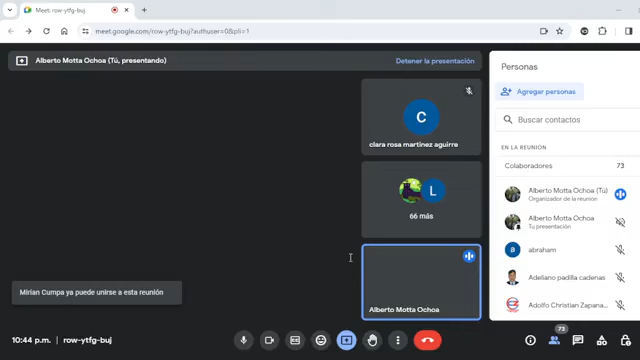 Meet: row-ytfg-buj
meet.google.com/row-ytfg-buj?authuser=0&pli=1
Alberto Motta Ochoa (Tú, presentando)
Detener la presentación
C
clara rosa martinez aguirre
L
66 más
Alberto Motta Ochoa
Mirian Cumpa ya puede unirse a esta reunión
Personas
Agregar personas
Buscar contactos
EN LA REUNIÓN
Colaboradores 73
Alberto Motta Ochoa (Tú)
Organizador de la reunión
Alberto Motta Ochoa
Tu presentación
a
abraham
Adeliano padilla cadenas
Adolfo Christian Zapana...
10:44 p.m. | row-ytfg-buj
73